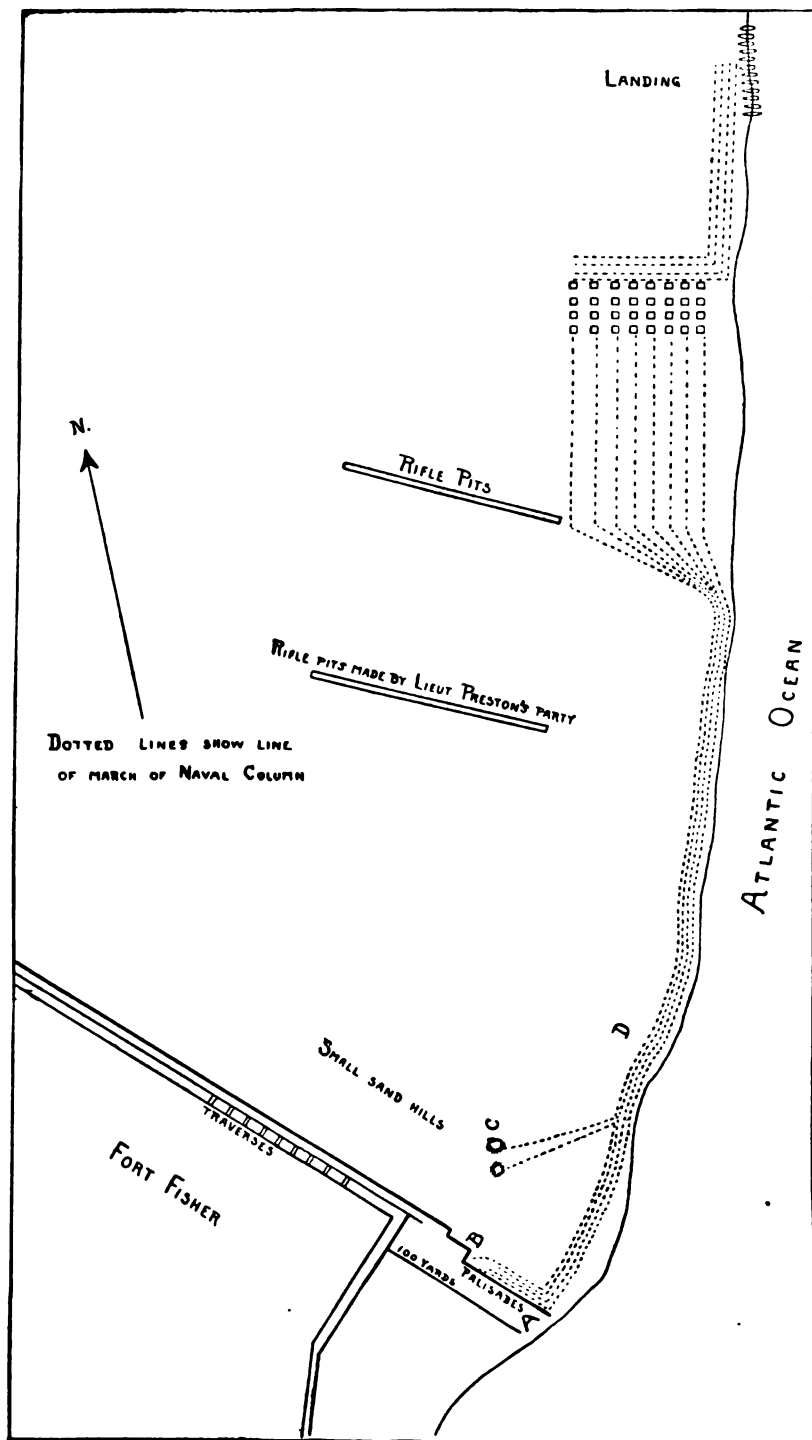 LANDING
N.
RIFLE PITS
RIFLE PITS MADE BY LIEUT PRESTON'S PARTY
ATLANTIC OCEAN
DOTTED LINES SHOW LINE
OF MARCH OF NAVAL COLUMN
D
SMALL SAND HILLS
C
TRAVERSES
FORT FISHER
B
100 YARDS
PALISADES
A